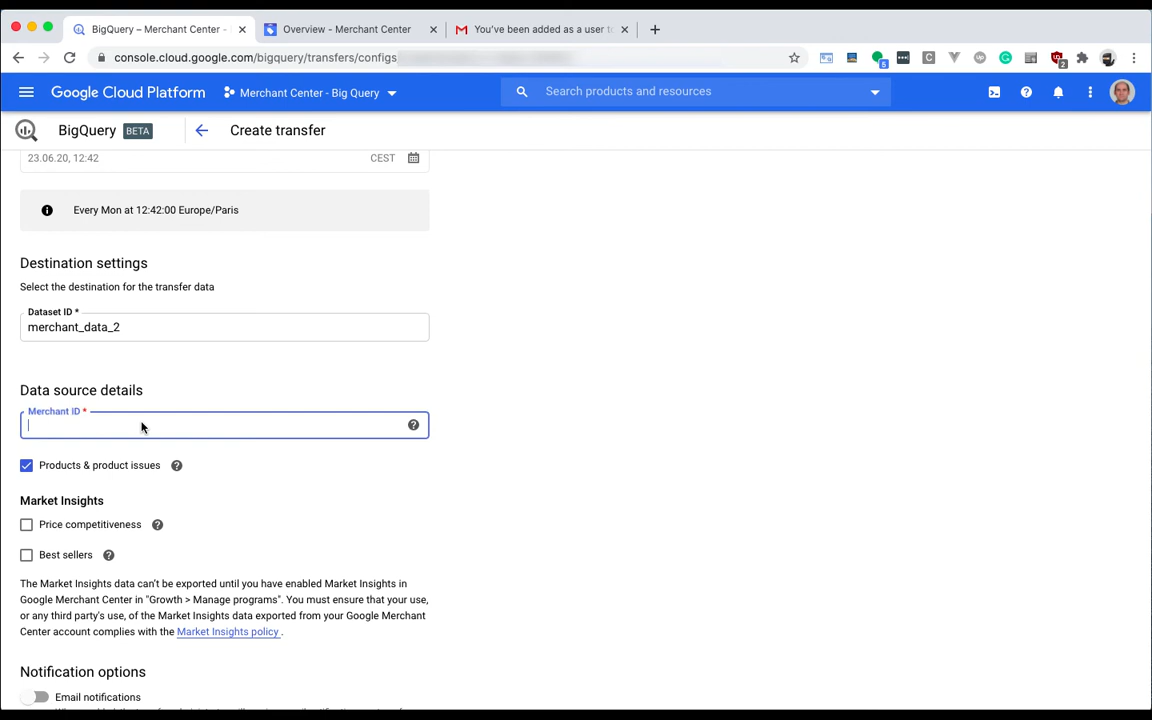 BigQuery – Merchant Center -
Overview - Merchant Center
You've been added as a user to
console.cloud.google.com/bigquery/transfers/configs
5
C
up
2
Google Cloud Platform
Merchant Center - Big Query
Search products and resources
BigQuery
BETA
Create transfer
23.06.20, 12:42
CEST
Every Mon at 12:42:00 Europe/Paris
Destination settings
Select the destination for the transfer data
Dataset ID *
merchant_data_2
Data source details
Merchant ID *
Products & product issues
Market Insights
Price competitiveness
Best sellers
The Market Insights data can't be exported until you have enabled Market Insights in
Google Merchant Center in "Growth > Manage programs". You must ensure that your use,
or any third party's use, of the Market Insights data exported from your Google Merchant
Center account complies with the Market Insights policy .
Notification options
Email notifications